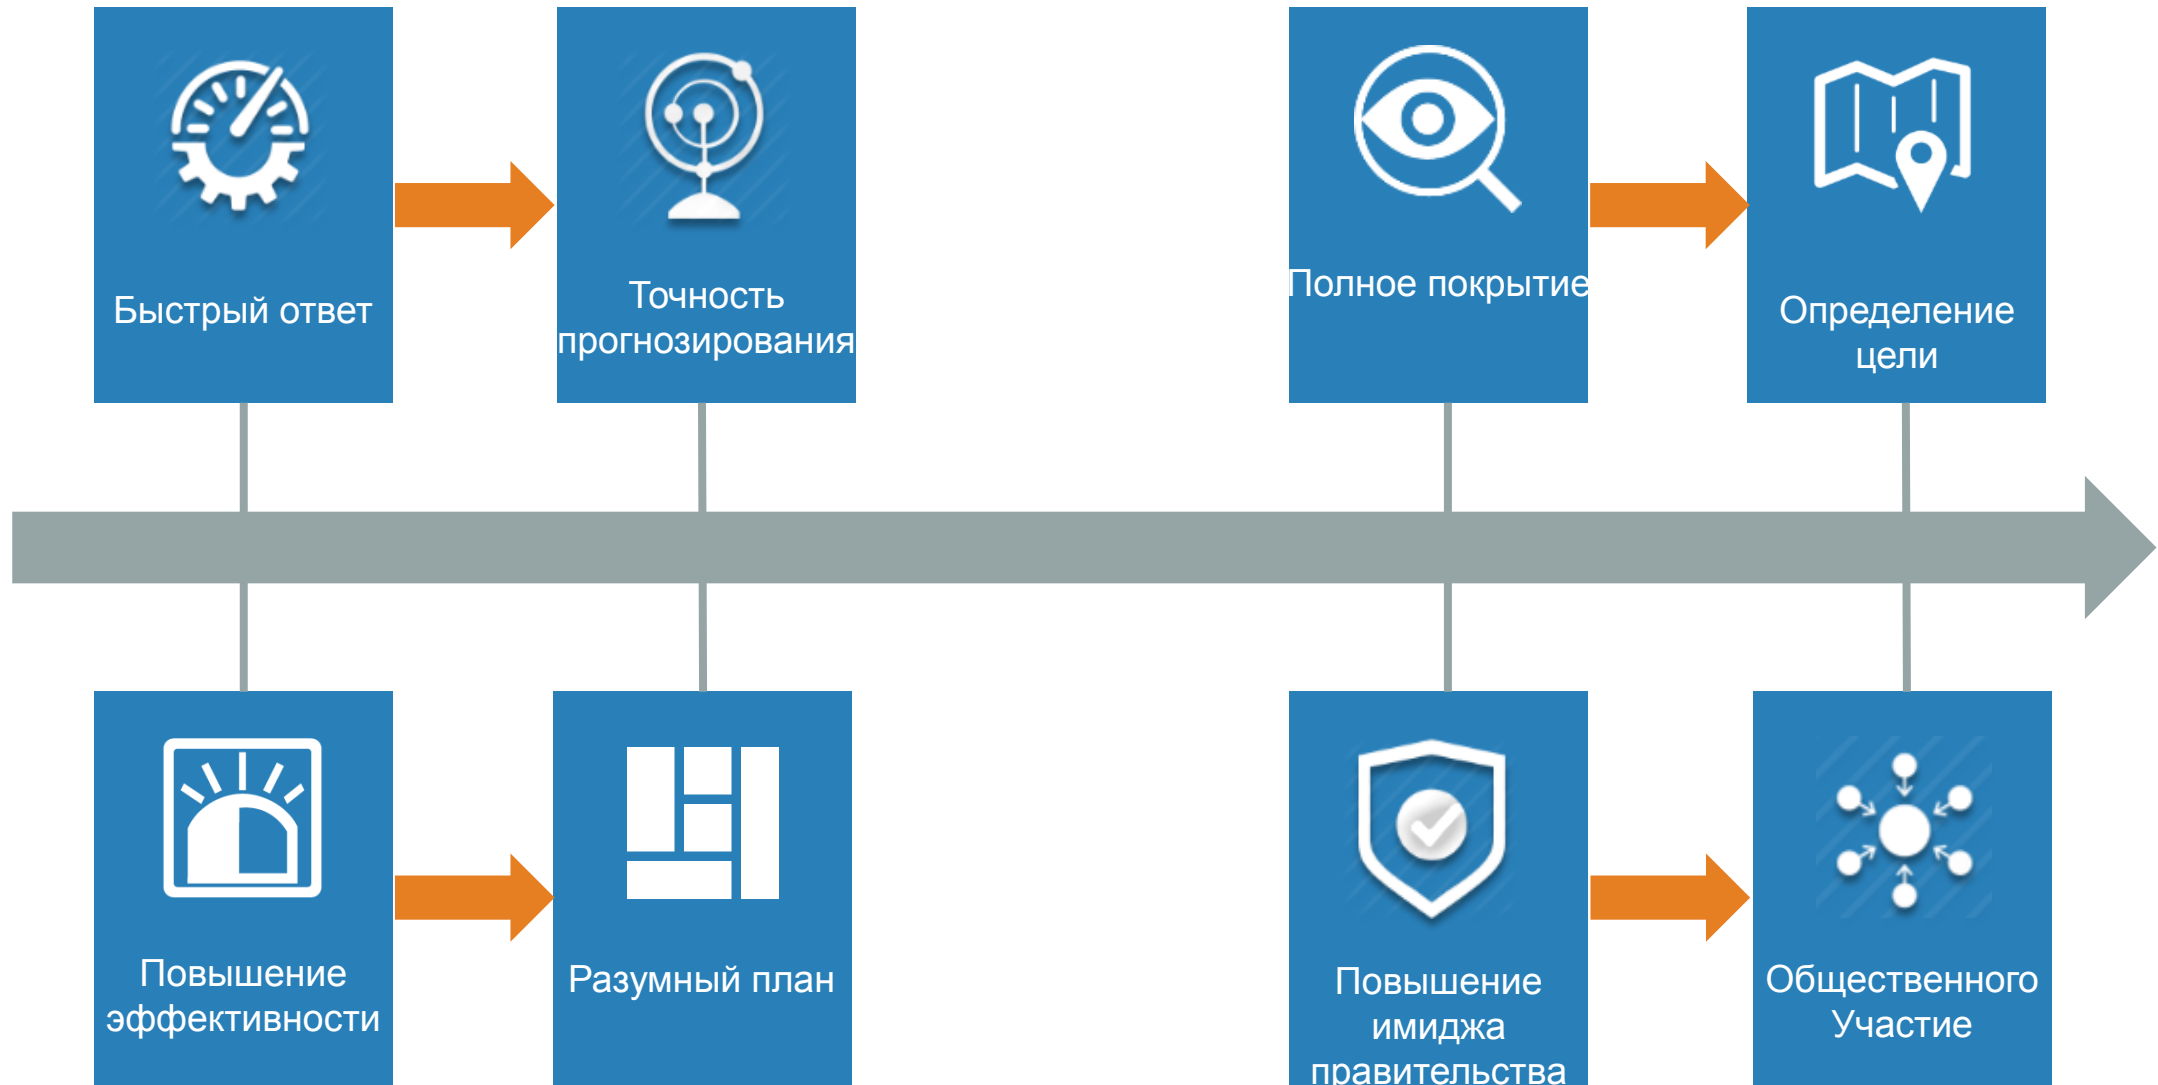 Быстрый ответ
Точность
прогнозирования
Полное покрытие
Определение
цели
Повышение
эффективности
Разумный план
Повышение
имиджа
правительства
Общественного
Участие